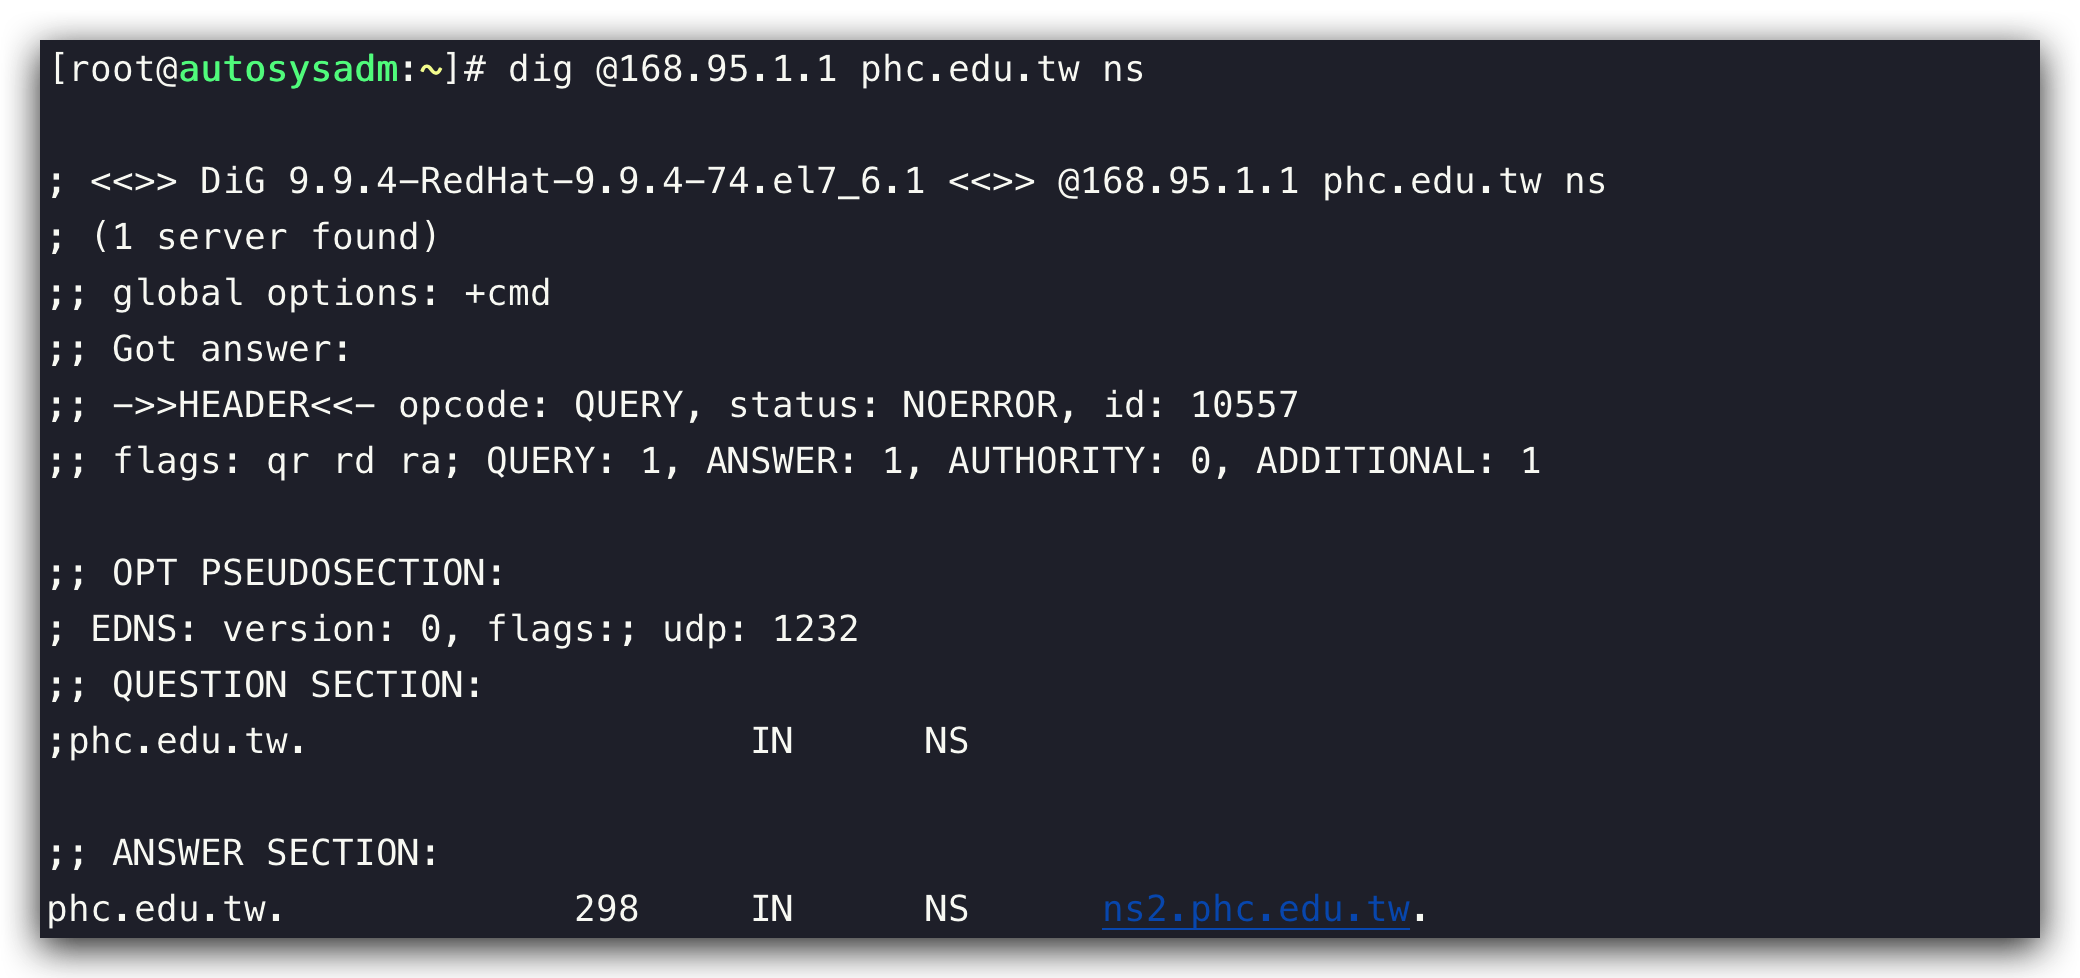 [root@autosysadm:~]# dig @168.95.1.1 phc.edu.tw ns
; <<>> DiG 9.9.4-RedHat-9.9.4-74.el7_6.1 <<>> @168.95.1.1 phc.edu.tw ns
; (1 server found)
;; global options: +cmd
;; Got answer:
;; ->>HEADER<<- opcode: QUERY, status: NOERROR, id: 10557
;; flags: qr rd ra; QUERY: 1, ANSWER: 1, AUTHORITY: 0, ADDITIONAL: 1
;; OPT PSEUDOSECTION:
; EDNS: version: 0, flags:; udp: 1232
;; QUESTION SECTION:
;phc.edu.tw. IN NS
;; ANSWER SECTION:
phc.edu.tw. 298 IN NS ns2.phc.edu.tw.